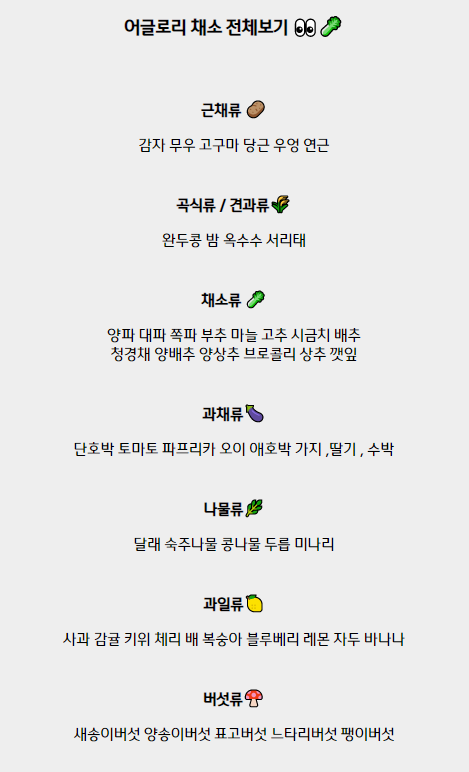 어글로리 채소 전체보기 👀🥒
근채류 🥔
감자 무우 고구마 당근 우엉 연근
곡식류 / 견과류🌾
완두콩 밤 옥수수 서리태
채소류 🥒
양파 대파 쪽파 부추 마늘 고추 시금치 배추
청경채 양배추 양상추 브로콜리 상추 깻잎
과채류🍆
단호박 토마토 파프리카 오이 애호박 가지 ,딸기 , 수박
나물류🌿
달래 숙주나물 콩나물 두릅 미나리
과일류🍋
사과 감귤 키위 체리 배 복숭아 블루베리 레몬 자두 바나나
버섯류🍄
새송이버섯 양송이버섯 표고버섯 느타리버섯 팽이버섯